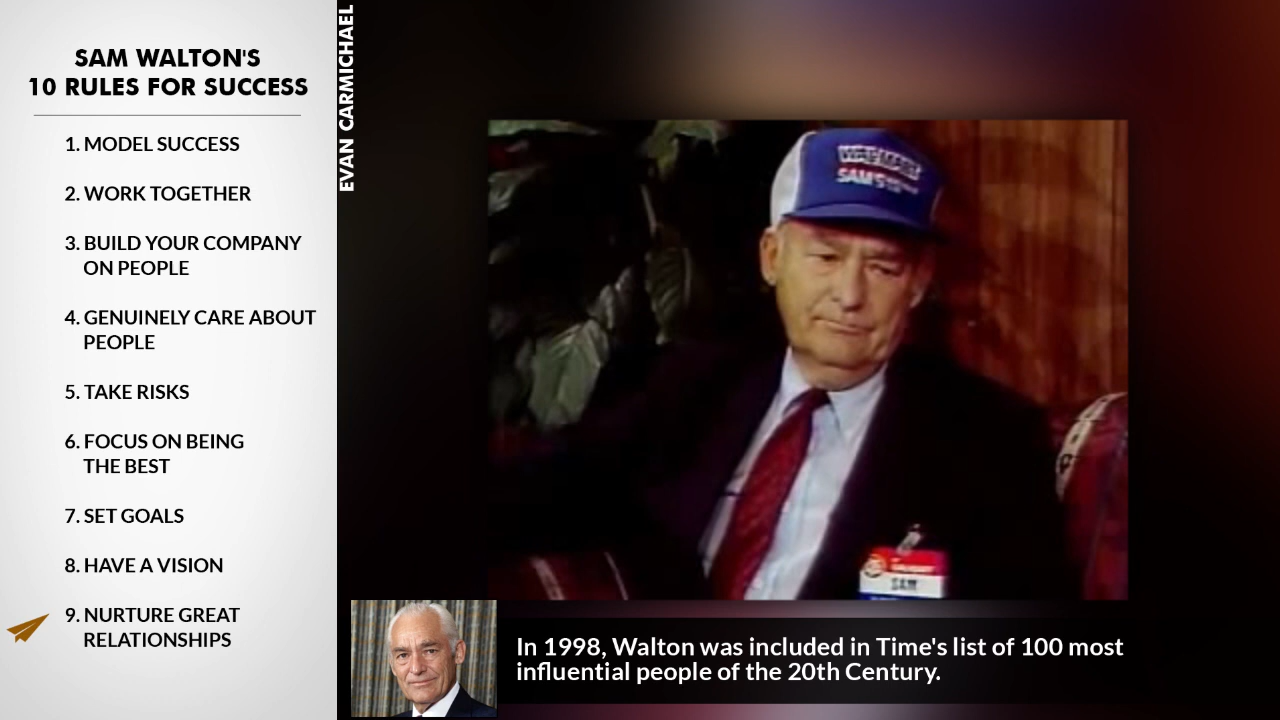 SAM WALTON'S
10 RULES FOR SUCCESS
1. MODEL SUCCESS
2. WORK TOGETHER
3. BUILD YOUR COMPANY
ON PEOPLE
4. GENUINELY CARE ABOUT
PEOPLE
5. TAKE RISKS
6. FOCUS ON BEING
THE BEST
7. SET GOALS
8. HAVE A VISION
9. NURTURE GREAT
RELATIONSHIPS
EVAN CARMICHAEL
WAL-MART
SAM'S
SAM
In 1998, Walton was included in Time's list of 100 most
influential people of the 20th Century.